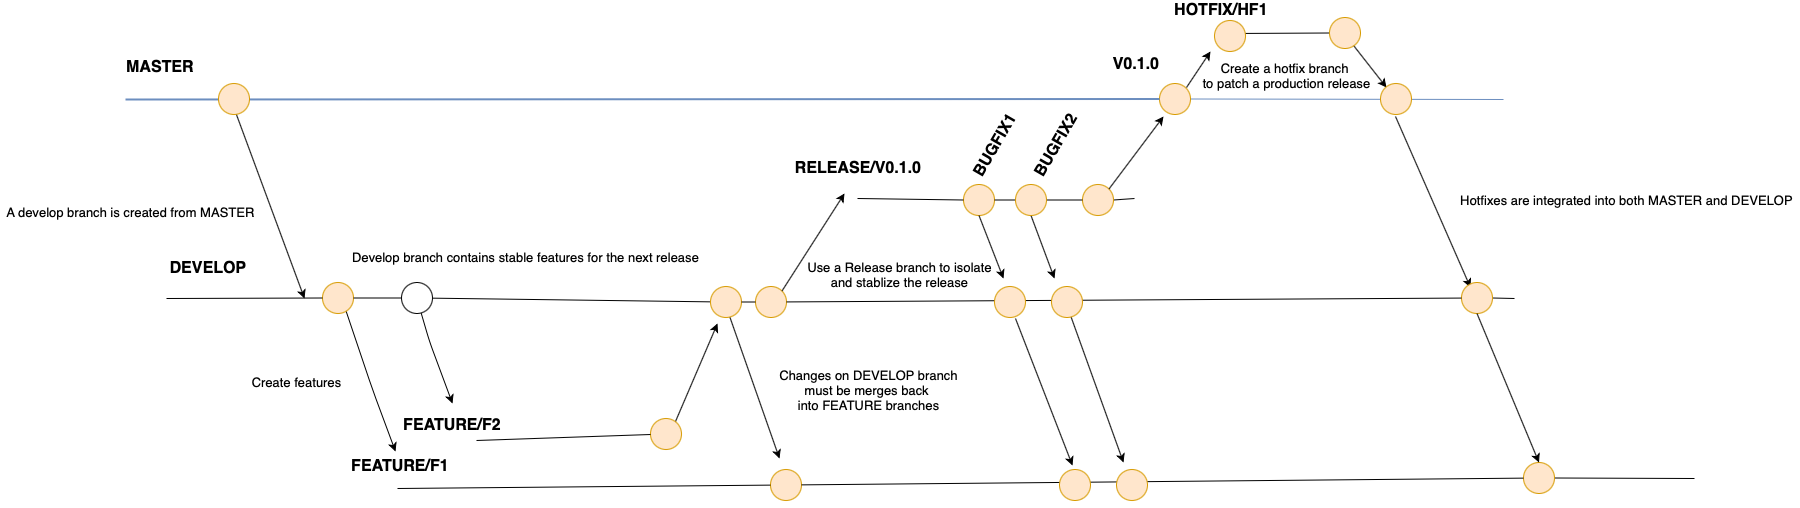 HOTFIX/HF1
MASTER
V0.1.0
Create a hotfix branch
to patch a production release
BUGFIX1
BUGFIX2
RELEASE/V0.1.0
A develop branch is created from MASTER
Hotfixes are integrated into both MASTER and DEVELOP
DEVELOP
Develop branch contains stable features for the next release
Use a Release branch to isolate
and stablize the release
Create features
Changes on DEVELOP branch
must be merges back
into FEATURE branches
FEATURE/F2
FEATURE/F1